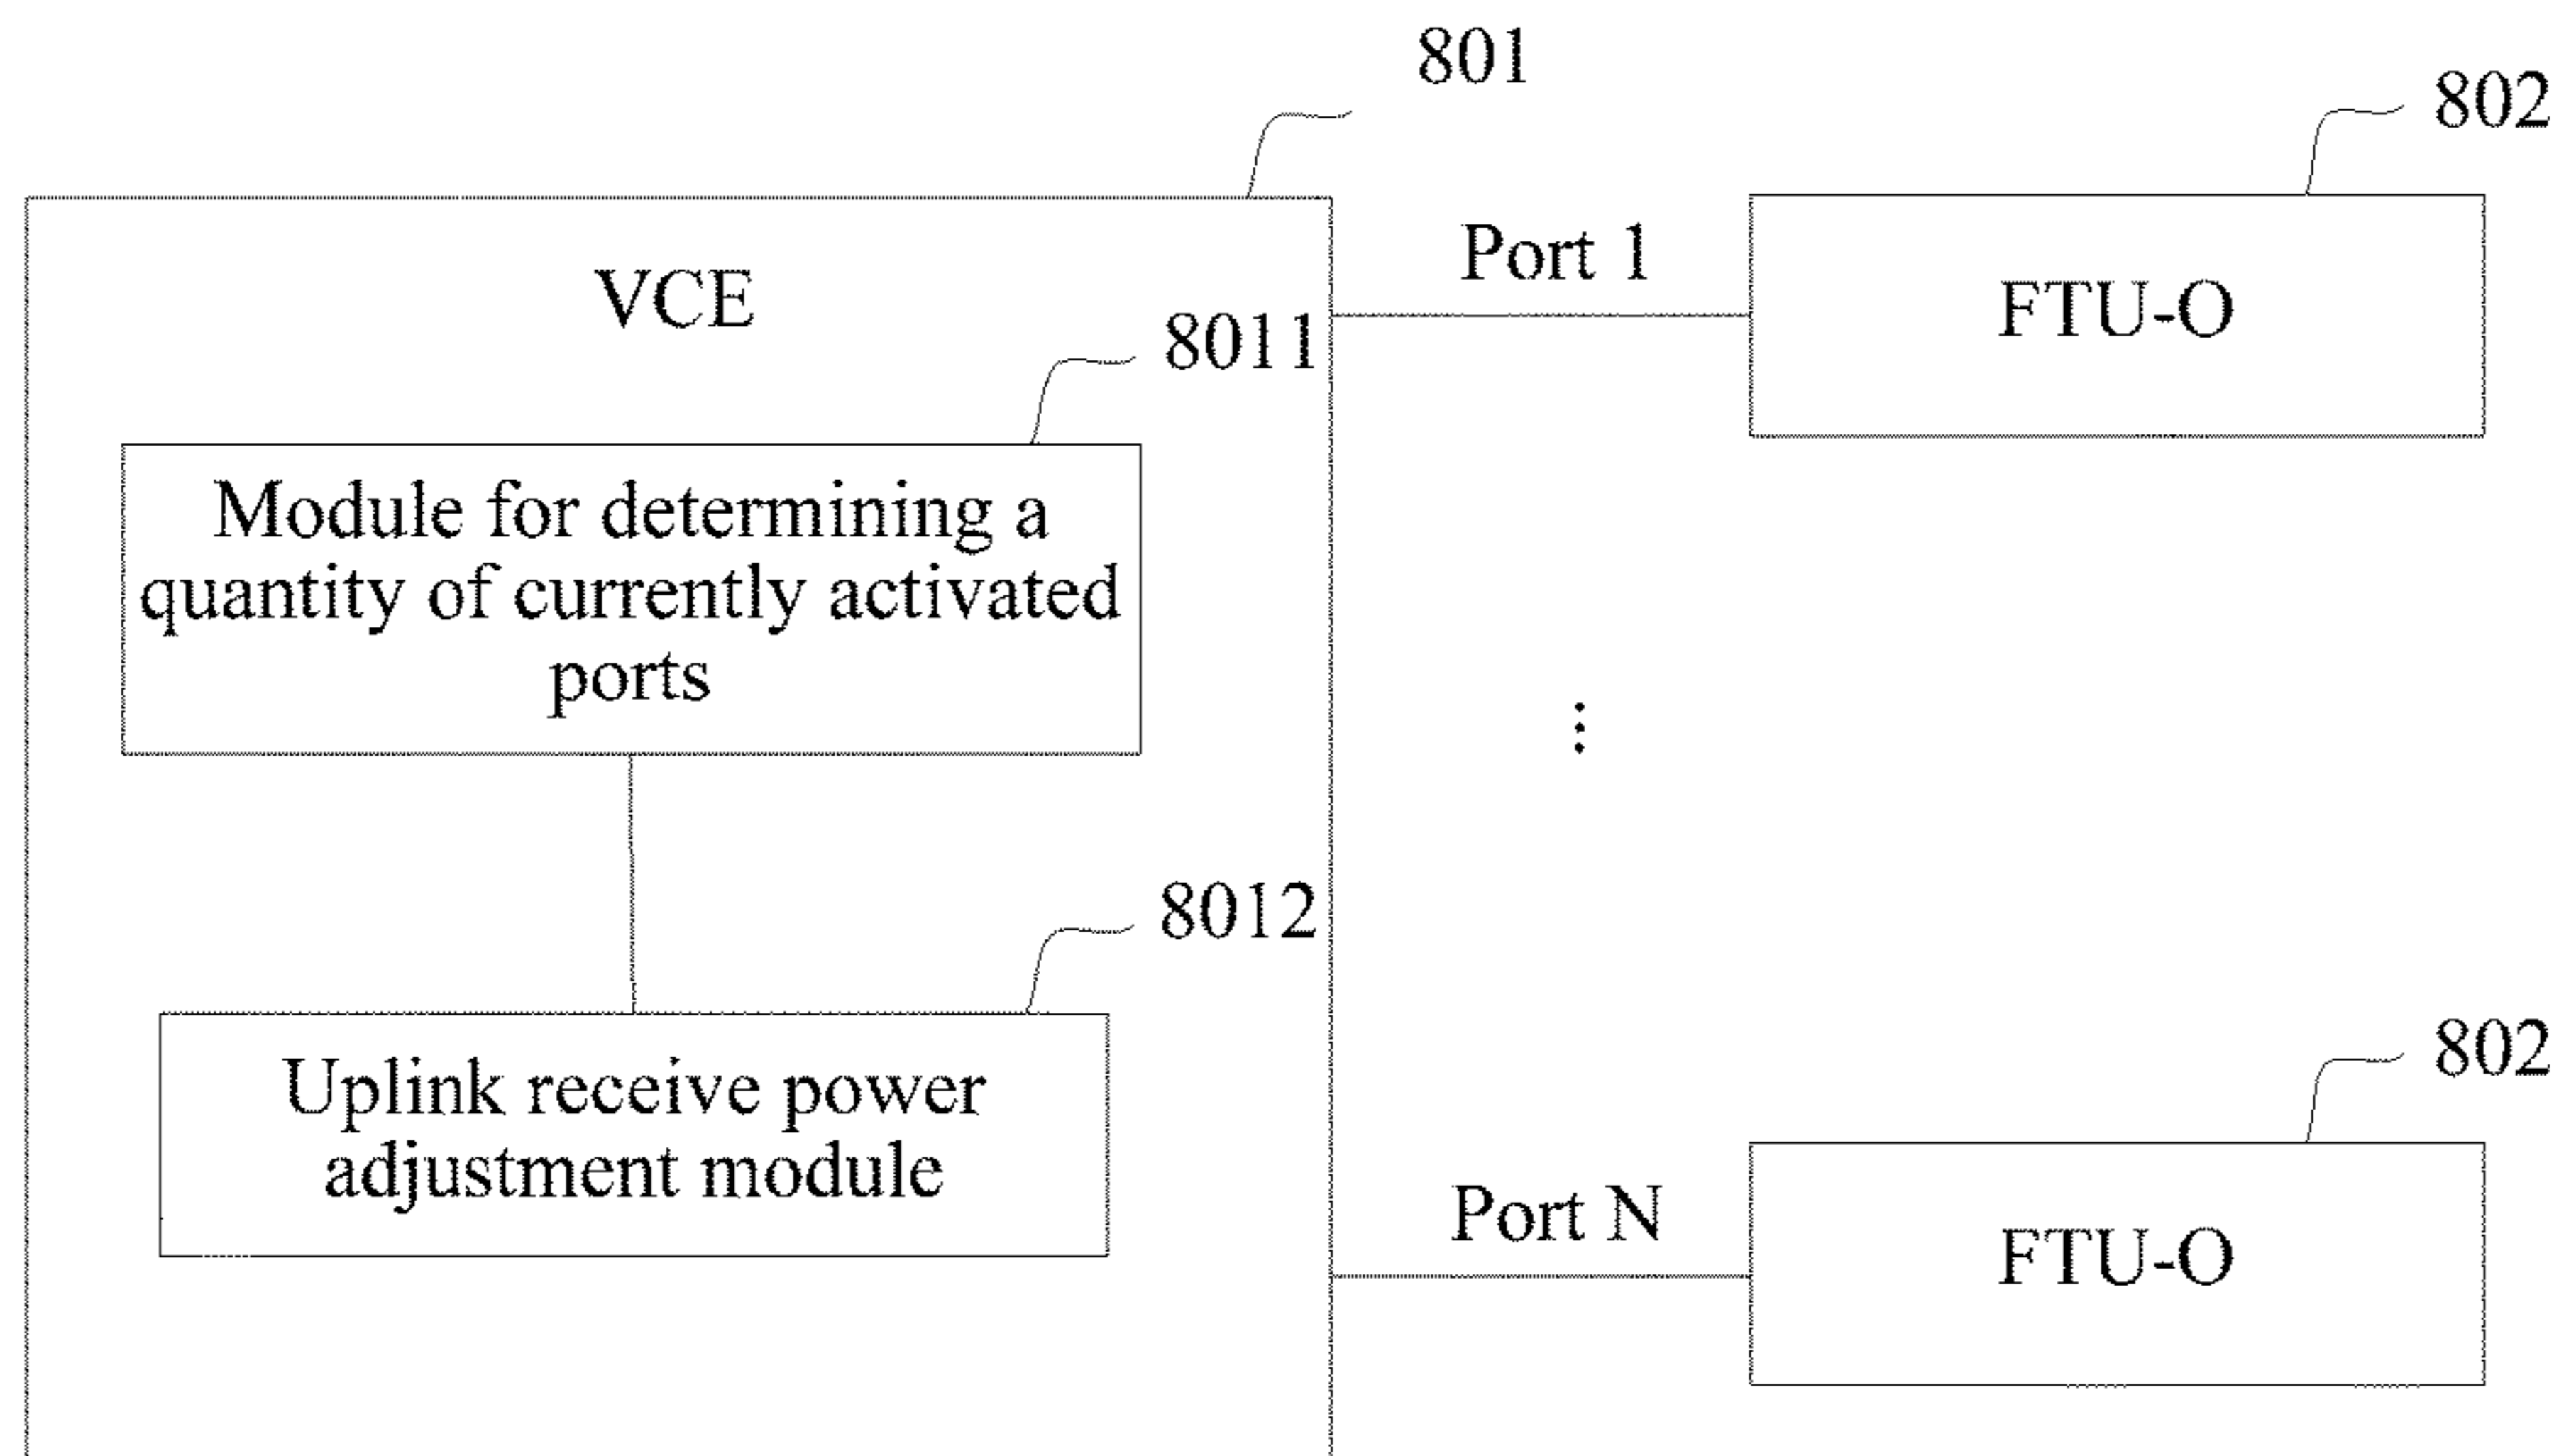 801
802
VCE
Port 1
FTU-O
8011
Module for determining a
quantity of currently activated
ports
8012
Uplink receive power
adjustment module
802
Port N
FTU-O